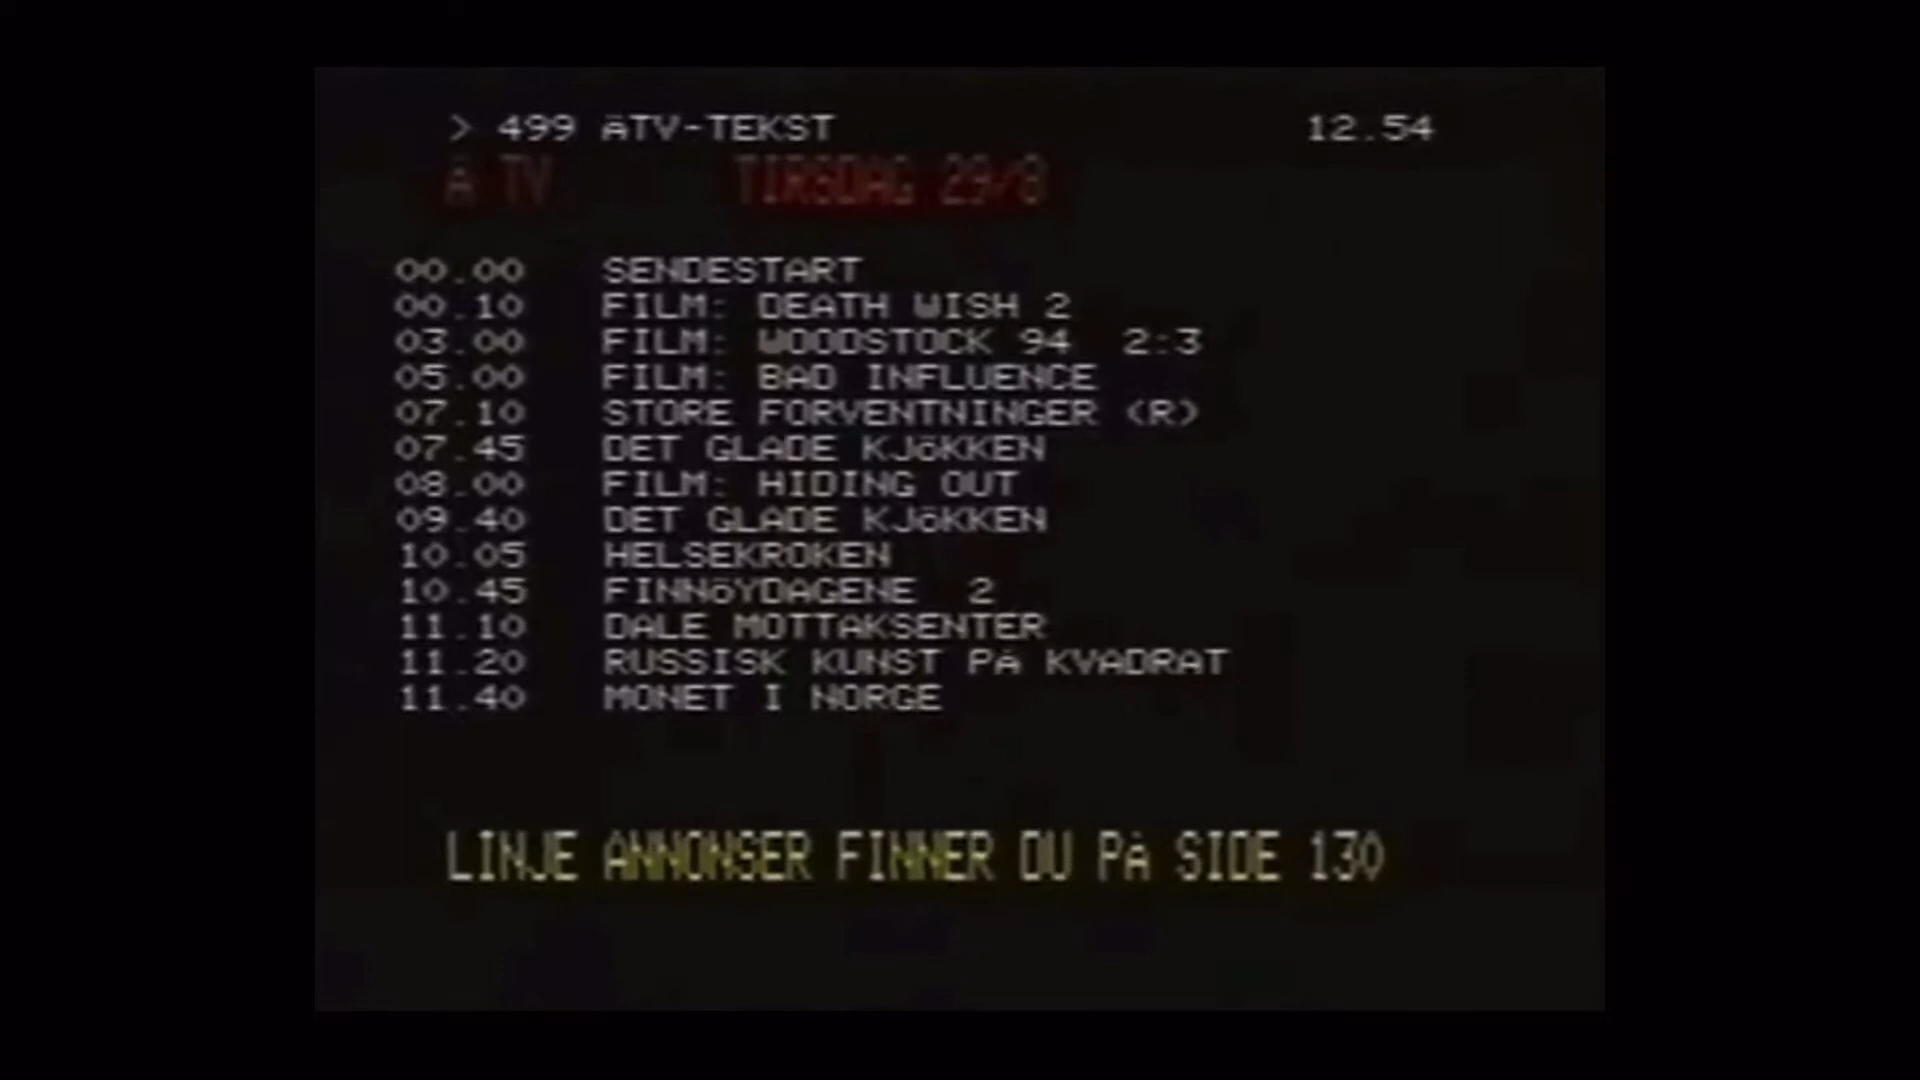 > 499 åTV-TEKST 12.54
å TV TIRSDAG 29/8
00.00 SENDESTART
00.10 FILM: DEATH WISH 2
03.00 FILM: WOODSTOCK 94 2:3
05.00 FILM: BAD INFLUENCE
07.10 STORE FORVENTNINGER (R)
07.45 DET GLADE KJöKKEN
08.00 FILM: HIDING OUT
09.40 DET GLADE KJöKKEN
10.05 HELSEKROKEN
10.45 FINNöYDAGENE 2
11.10 DALE MOTTAKSENTER
11.20 RUSSISK KUNST På KVADRAT
11.40 MONET I NORGE
LINJE ANNONSER FINNER DU På SIDE 130